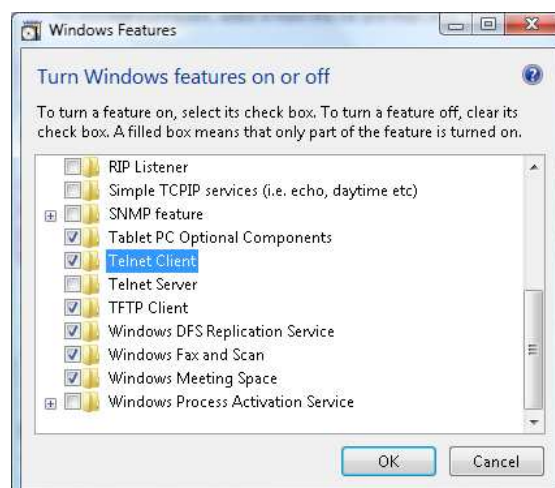 Windows Features
Turn Windows features on or off
To turn a feature on, select its check box. To turn a feature off, clear its
check box. A filled box means that only part of the feature is turned on.
RIP Listener
Simple TCPIP services (i.e. echo, daytime etc)
SNMP feature
Tablet PC Optional Components
Telnet Client
Telnet Server
TFTP Client
Windows DFS Replication Service
Windows Fax and Scan
Windows Meeting Space
Windows Process Activation Service
OK
Cancel